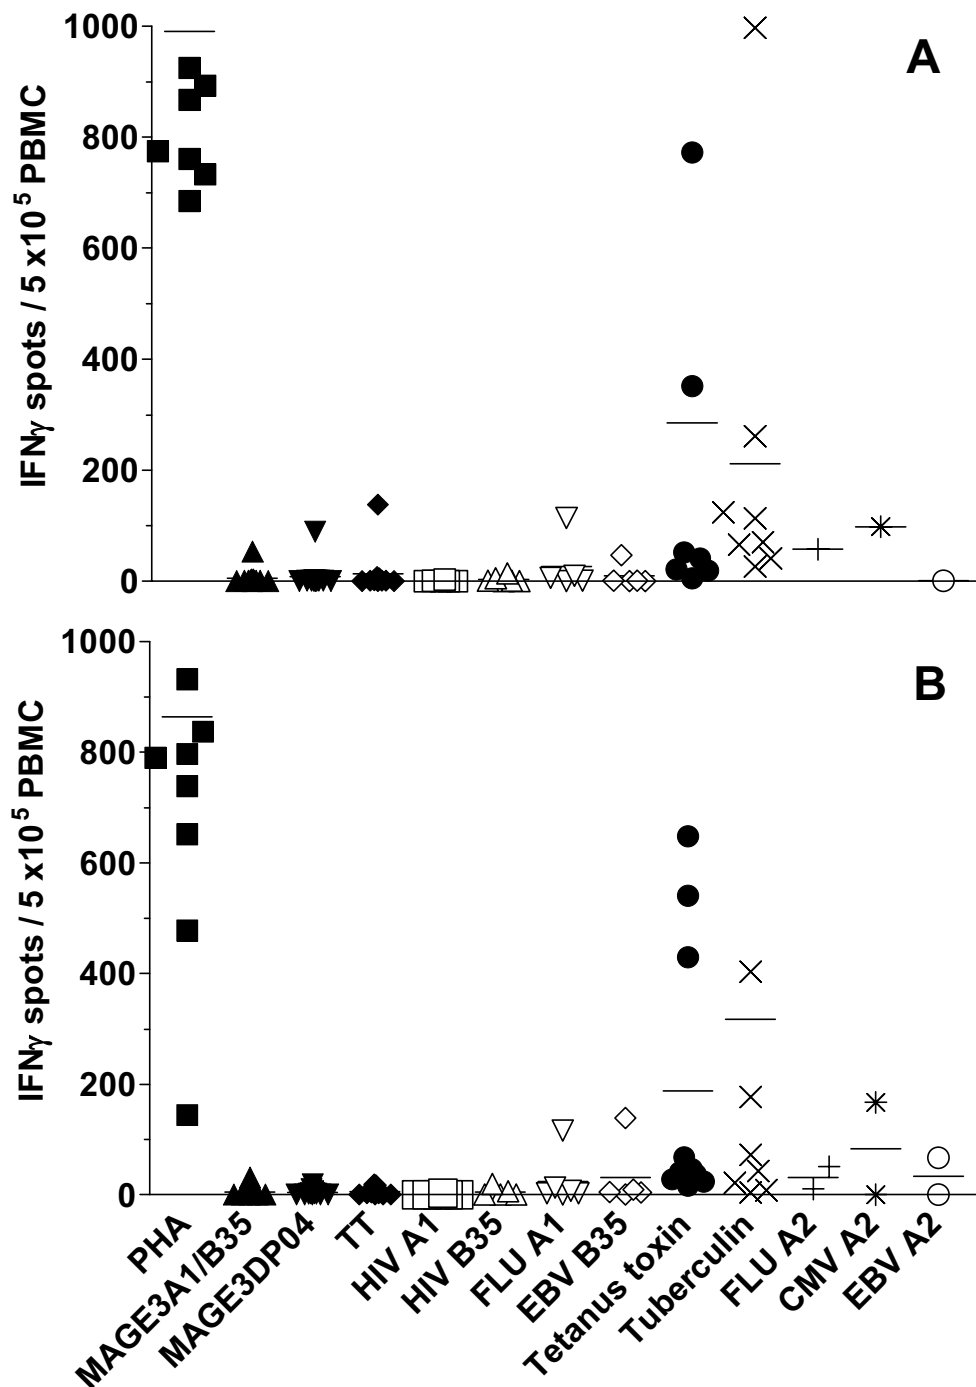 A
IFNγ spots / 5 x10⁵ PBMC
1000
800
600
400
200
0
B
IFNγ spots / 5 x10⁵ PBMC
1000
800
600
400
200
0
PHA
MAGE3A1/B35
MAGE3DP04
TT
HIV A1
HIV B35
FLU A1
EBV B35
Tetanus toxin
Tuberculin
FLU A2
CMV A2
EBV A2